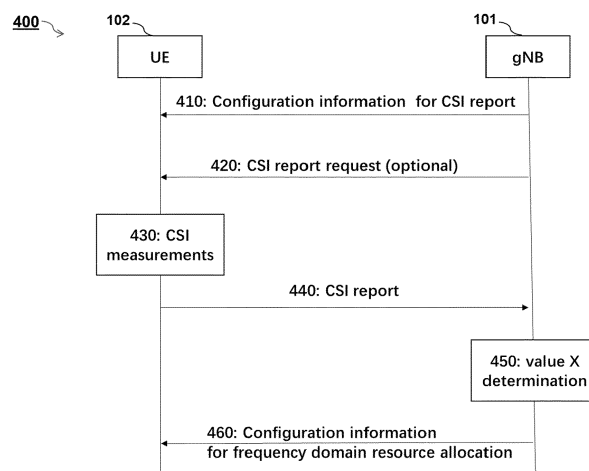 400
102
101
UE
gNB
410: Configuration information for CSI report
420: CSI report request (optional)
430: CSI
measurements
440: CSI report
450: value X
determination
460: Configuration information
for frequency domain resource allocation